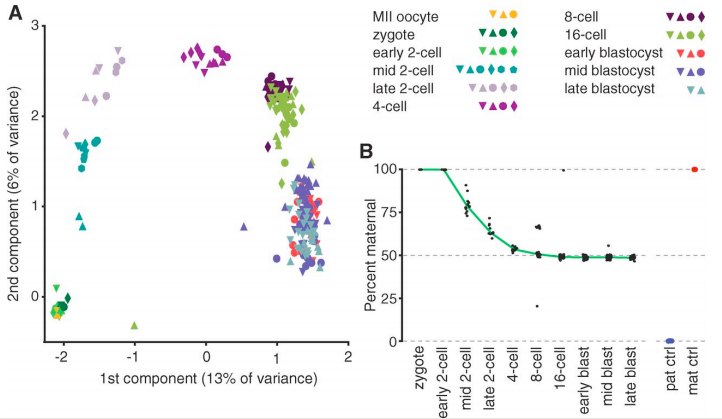 A
3
2
1
0
-2
-1
0
1
2
2nd component (6% of variance)
1st component (13% of variance)
MII oocyte
zygote
early 2-cell
mid 2-cell
late 2-cell
4-cell
8-cell
16-cell
early blastocyst
mid blastocyst
late blastocyst
B
100
75
50
25
0
Percent maternal
zygote
early 2-cell
mid 2-cell
late 2-cell
4-cell
8-cell
16-cell
early blast
mid blast
late blast
pat ctrl
mat ctrl